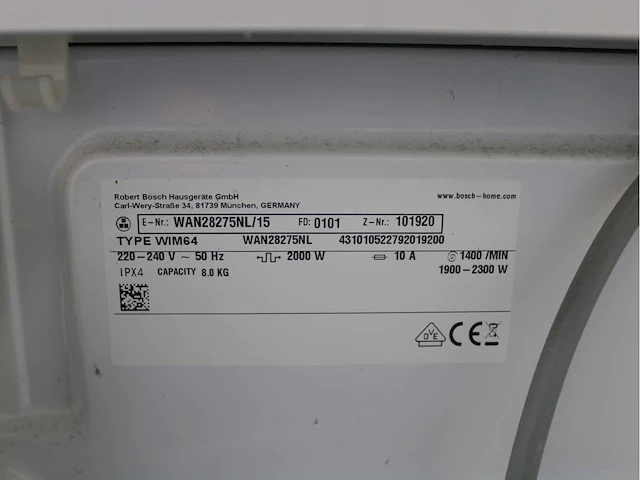 Robert Bosch Hausgeräte GmbH
Carl-Wery-Straße 34, 81739 München, GERMANY
www.bosch-home.com
E-Nr.: WAN28275NL/15 FD: 0101 Z-Nr.: 101920
TYPE WIM64 WAN28275NL 431010522792019200
220-240 V ~ 50 Hz 2000 W 10 A 1400 /MIN
IPX4 CAPACITY 8.0 KG 1900-2300 W
DVE CE